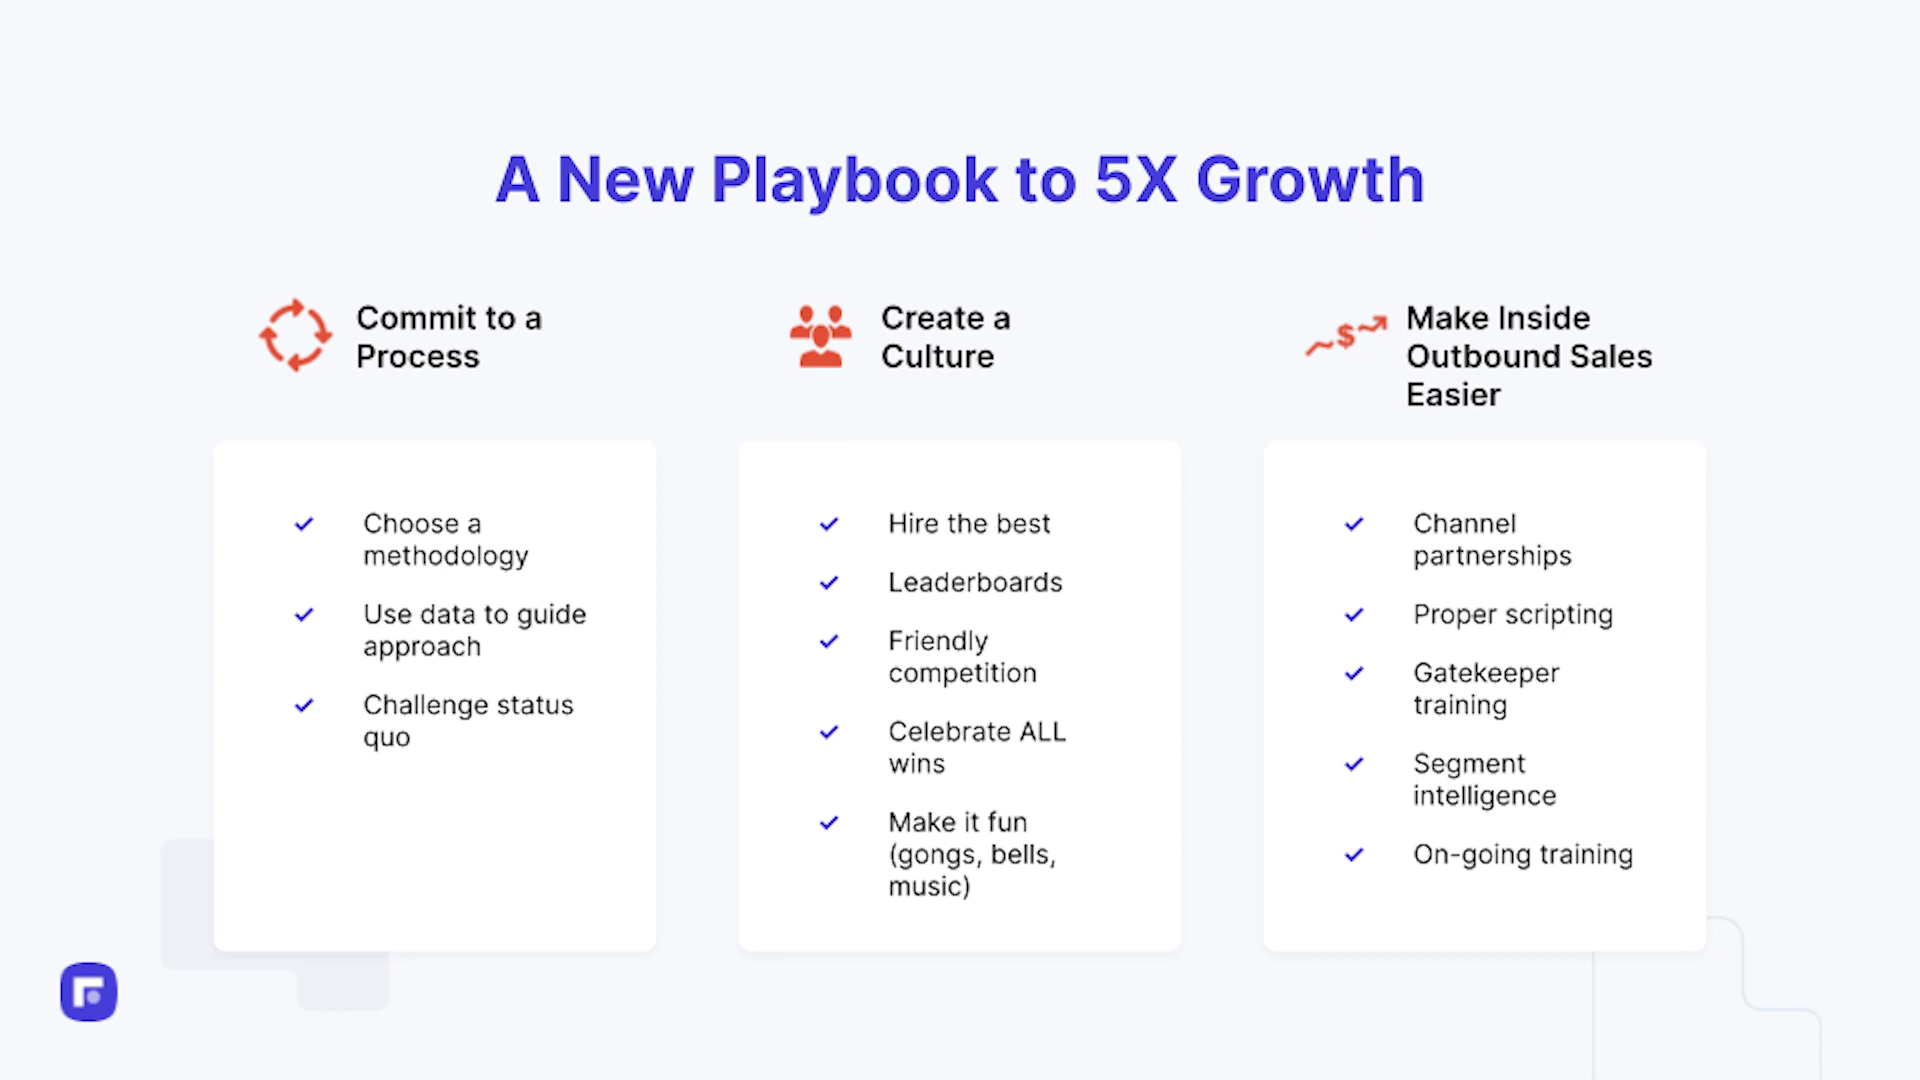 A New Playbook to 5X Growth
Commit to a
Process
Choose a
methodology
Use data to guide
approach
Challenge status
quo
Create a
Culture
Hire the best
Leaderboards
Friendly
competition
Celebrate ALL
wins
Make it fun
(gongs, bells,
music)
Make Inside
Outbound Sales
Easier
Channel
partnerships
Proper scripting
Gatekeeper
training
Segment
intelligence
On-going training